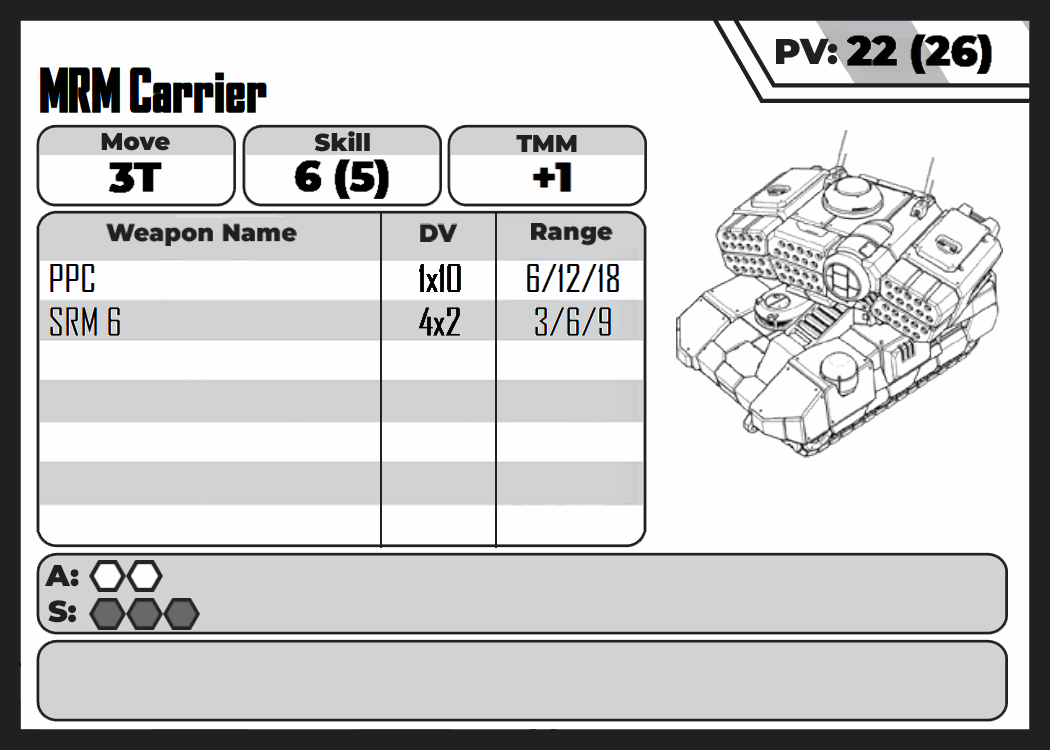 PV: 22 (26)
MRM Carrier
Move Skill TMM
3T 6 (5) +1
Weapon Name DV Range
PPC 1x10 6/12/18
SRM 6 4x2 3/6/9
A:
S: